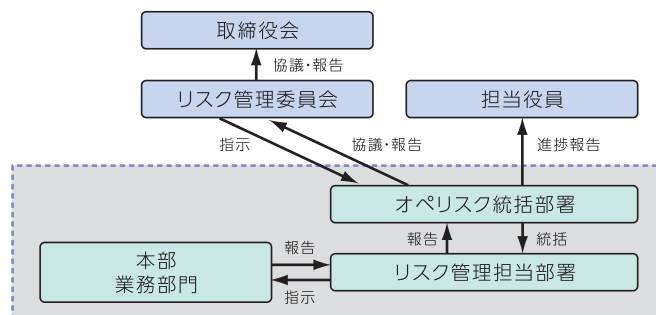 取締役会
協議・報告
リスク管理委員会
担当役員
指示
協議・報告
進捗報告
オペリスク統括部署
報告
統括
本部
業務部門
報告
リスク管理担当部署
指示